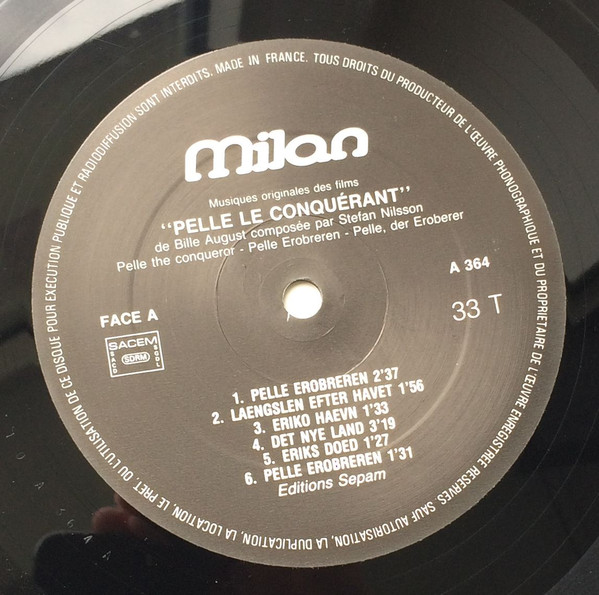 MADE IN FRANCE. TOUS DROITS DU PRODUCTEUR DE L'ŒUVRE PHONOGRAPHIQUE ET DU PROPRIETAIRE DE L'ŒUVRE ENREGISTREE RESERVES. SAUF AUTORISATION, LA DUPLICATION, LA LOCATION, LE PRET, OU L'UTILISATION DE CE DISQUE POUR EXECUTION PUBLIQUE ET RADIODIFFUSION SONT INTERDITS.
milan
Musiques originales des films
"PELLE LE CONQUÉRANT"
de Bille August composée par Stefan Nilsson
Pelle the conqueror - Pelle Erobreren - Pelle, der Eroberer
A 364
FACE A
33 T
SACEM
SACD
SDRM
SGDL
1. PELLE EROBREREN 2'37
2. LAENGSLEN EFTER HAVET 1'56
3. ERIKO HAEVN 1'33
4. DET NYE LAND 3'19
5. ERIKS DOED 1'27
6. PELLE EROBREREN 1'31
Editions Sepam